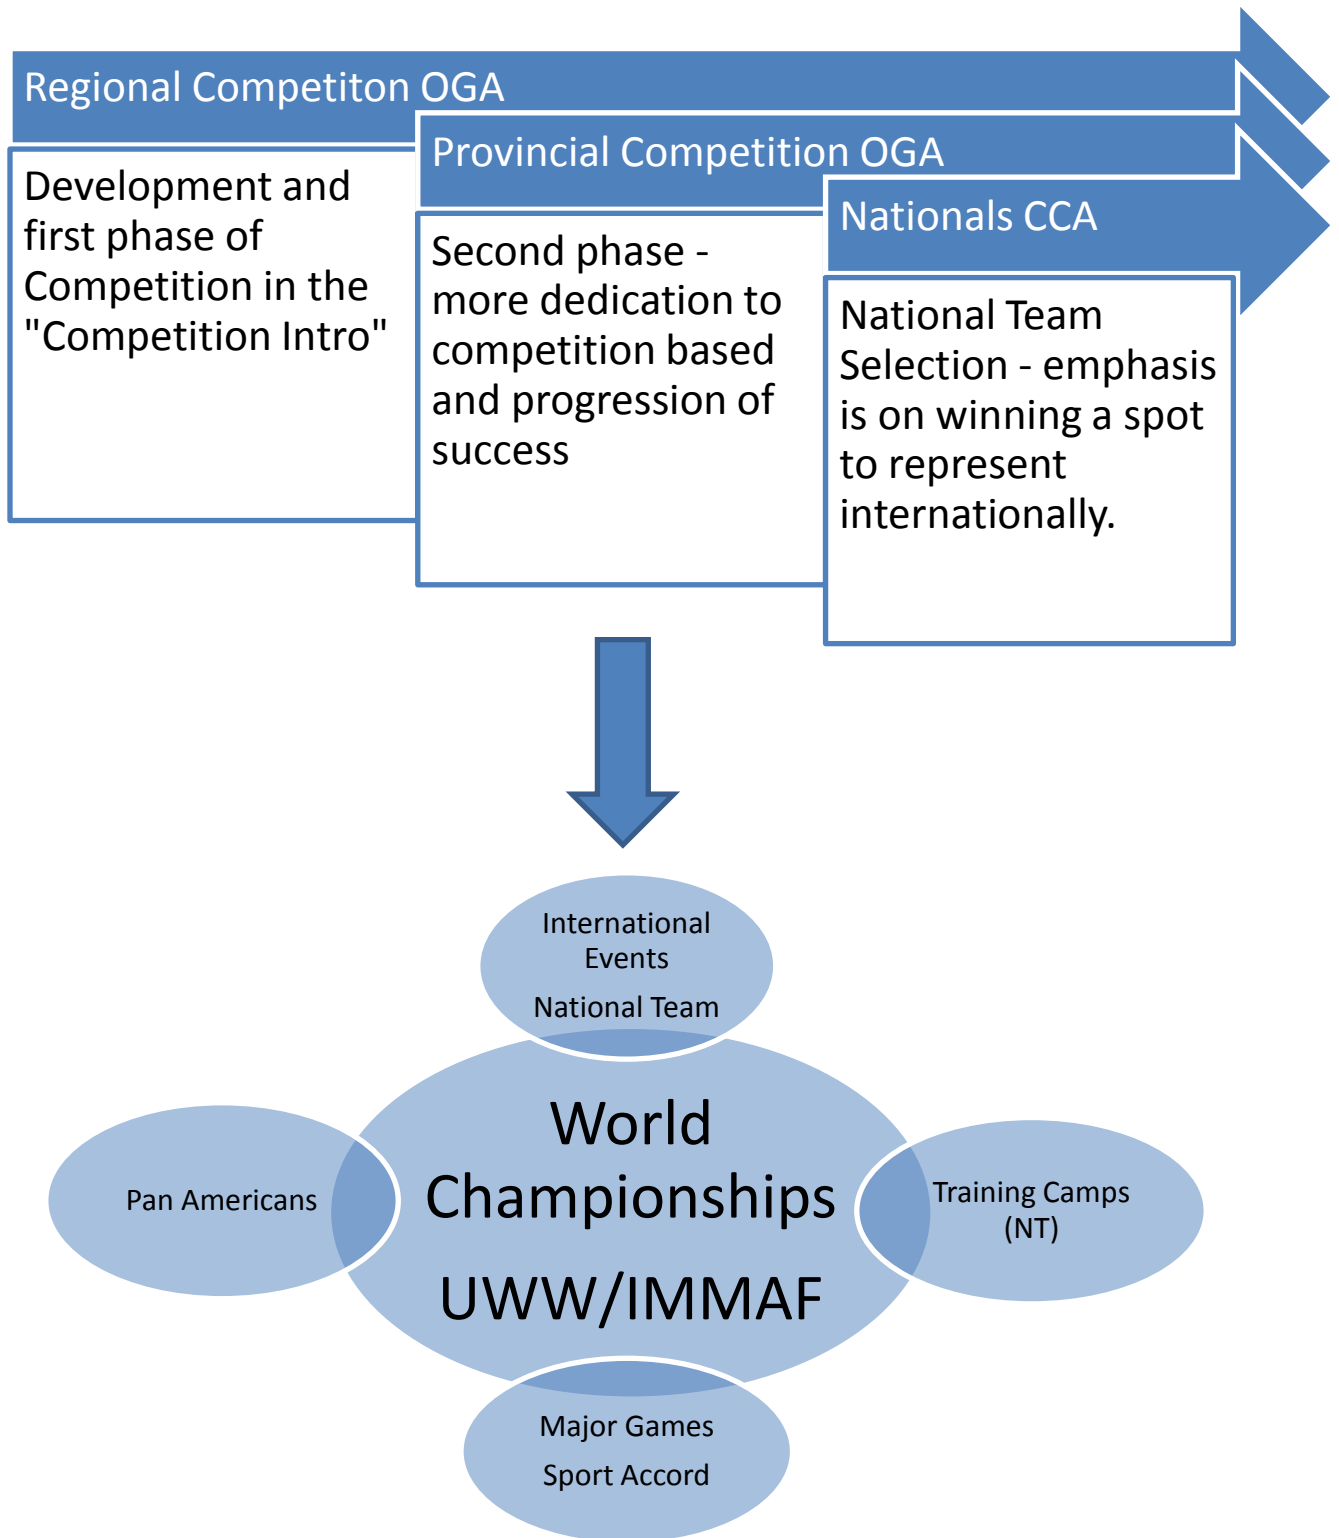 Regional Competiton OGA
Development and
first phase of
Competition in the
"Competition Intro"
Provincial Competition OGA
Second phase -
more dedication to
competition based
and progression of
success
Nationals CCA
National Team
Selection - emphasis
is on winning a spot
to represent
internationally.
International
Events
National Team
World
Championships
UWW/IMMAF
Pan Americans
Training Camps
(NT)
Major Games
Sport Accord